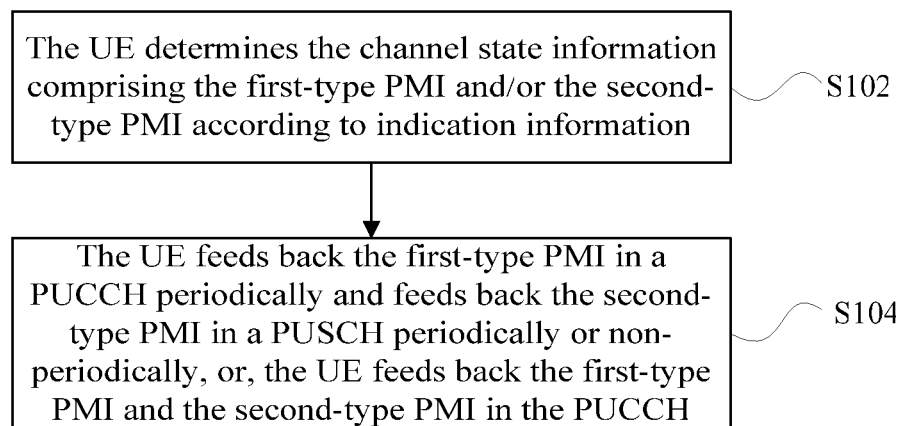 The UE determines the channel state information
comprising the first-type PMI and/or the second-
type PMI according to indication information
S102
The UE feeds back the first-type PMI in a
PUCCH periodically and feeds back the second-
type PMI in a PUSCH periodically or non-
periodically, or, the UE feeds back the first-type
PMI and the second-type PMI in the PUCCH
S104